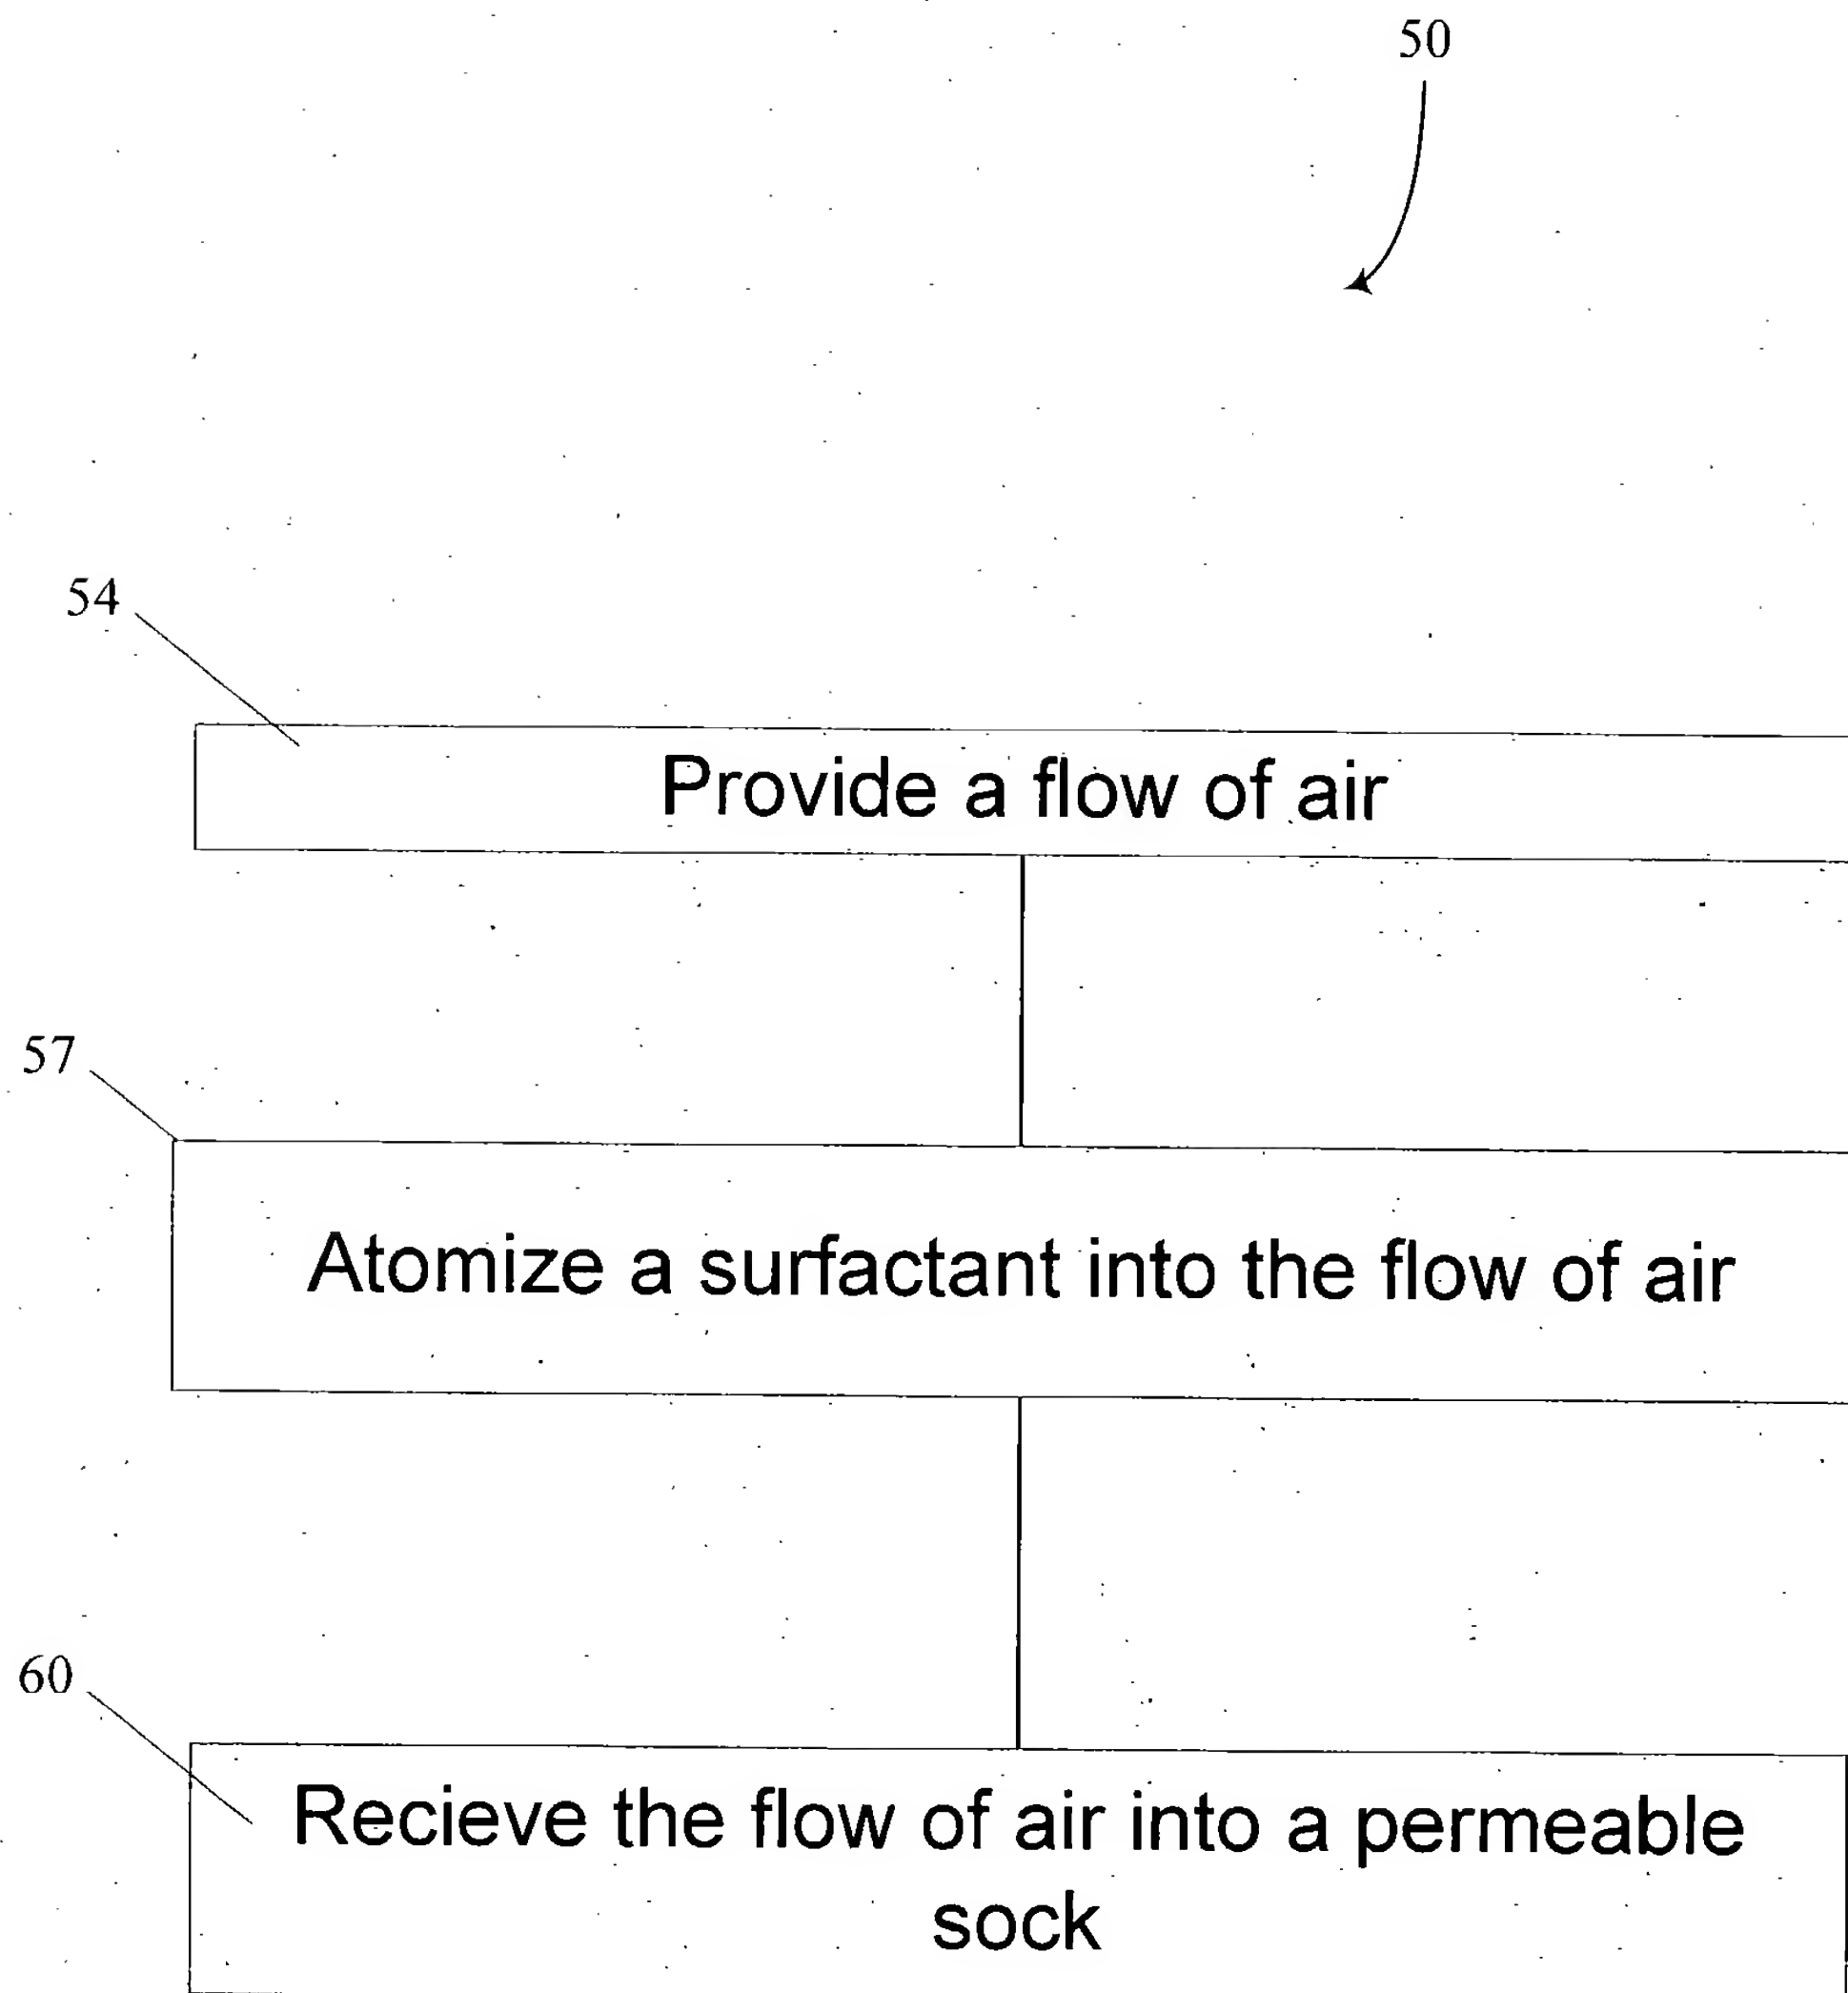 50
54
Provide a flow of air
57
Atomize a surfactant into the flow of air
60
Recieve the flow of air into a permeable
sock